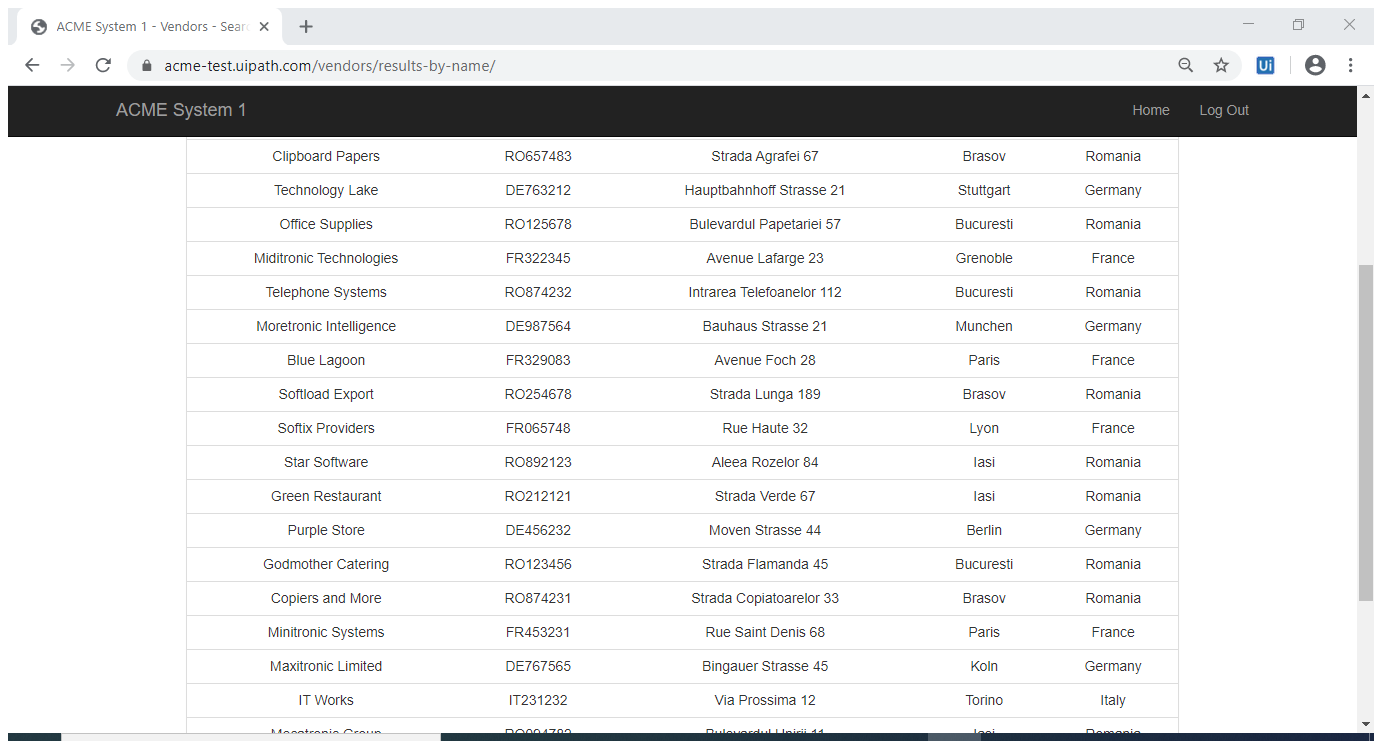 ACME System 1 - Vendors - Sear
acme-test.uipath.com/vendors/results-by-name/
Ui
ACME System 1 Home Log Out
Clipboard Papers RO657483 Strada Agrafei 67 Brasov Romania
Technology Lake DE763212 Hauptbahnhoff Strasse 21 Stuttgart Germany
Office Supplies RO125678 Bulevardul Papetariei 57 Bucuresti Romania
Miditronic Technologies FR322345 Avenue Lafarge 23 Grenoble France
Telephone Systems RO874232 Intrarea Telefoanelor 112 Bucuresti Romania
Moretronic Intelligence DE987564 Bauhaus Strasse 21 Munchen Germany
Blue Lagoon FR329083 Avenue Foch 28 Paris France
Softload Export RO254678 Strada Lunga 189 Brasov Romania
Softix Providers FR065748 Rue Haute 32 Lyon France
Star Software RO892123 Aleea Rozelor 84 Iasi Romania
Green Restaurant RO212121 Strada Verde 67 Iasi Romania
Purple Store DE456232 Moven Strasse 44 Berlin Germany
Godmother Catering RO123456 Strada Flamanda 45 Bucuresti Romania
Copiers and More RO874231 Strada Copiatoarelor 33 Brasov Romania
Minitronic Systems FR453231 Rue Saint Denis 68 Paris France
Maxitronic Limited DE767565 Bingauer Strasse 45 Koln Germany
IT Works IT231232 Via Prossima 12 Torino Italy
Iasi Romania